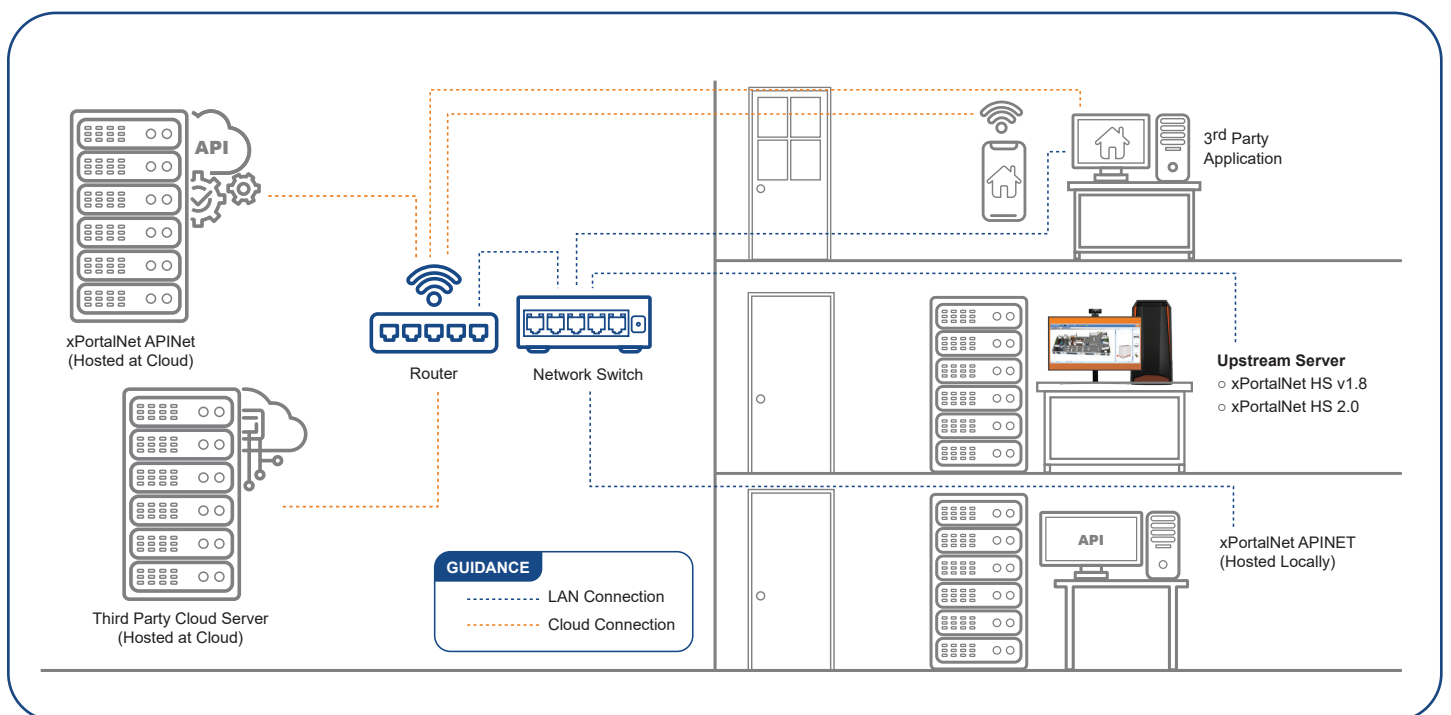 API
xPortalNet APINet
(Hosted at Cloud)
Third Party Cloud Server
(Hosted at Cloud)
Router
Network Switch
GUIDANCE
LAN Connection
Cloud Connection
3rd Party
Application
Upstream Server
○ xPortalNet HS v1.8
○ xPortalNet HS 2.0
API
xPortalNet APINET
(Hosted Locally)